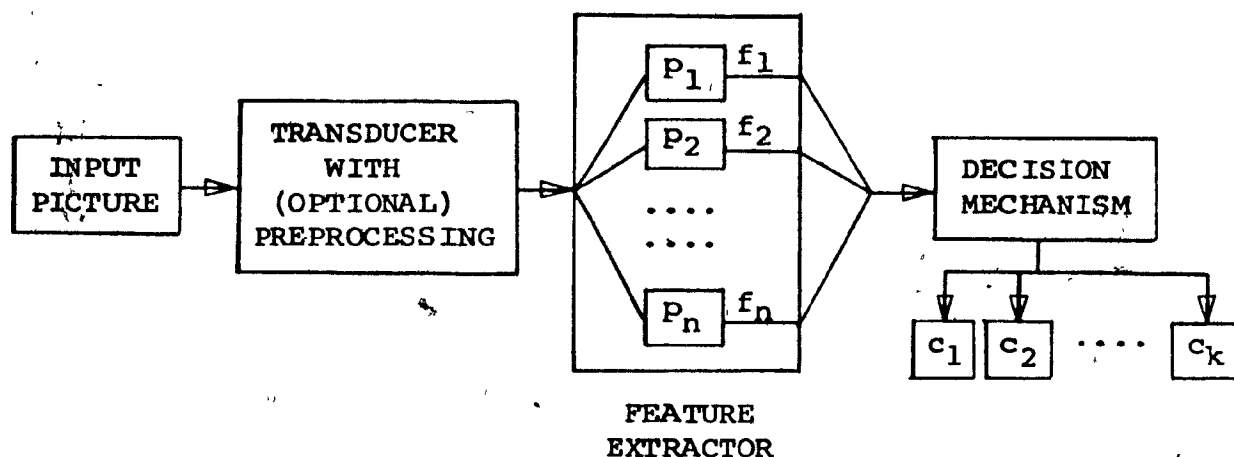 INPUT
PICTURE
TRANSDUCER
WITH
(OPTIONAL)
PREPROCESSING
p1 f1
p2 f2
....
....
pn fn
FEATURE
EXTRACTOR
DECISION
MECHANISM
c1 c2 .... ck